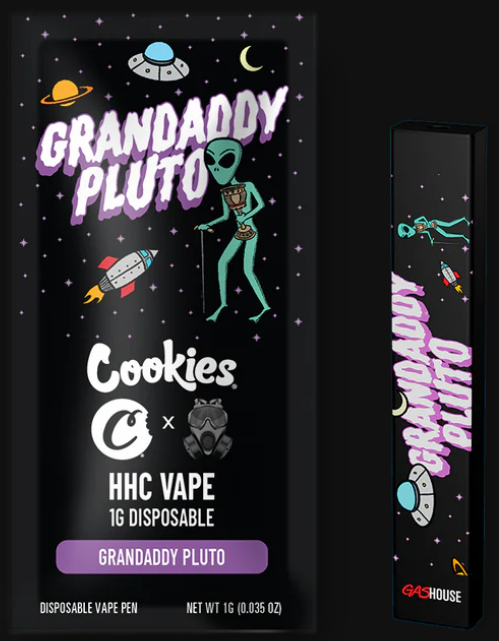 GRANDADDY
PLUTO
Cookies
C X
HHC VAPE
1G DISPOSABLE
GRANDADDY PLUTO
DISPOSABLE VAPE PEN NET WT 1G (0.035 OZ)
GRANDADDY
PLUTO
GASHOUSE